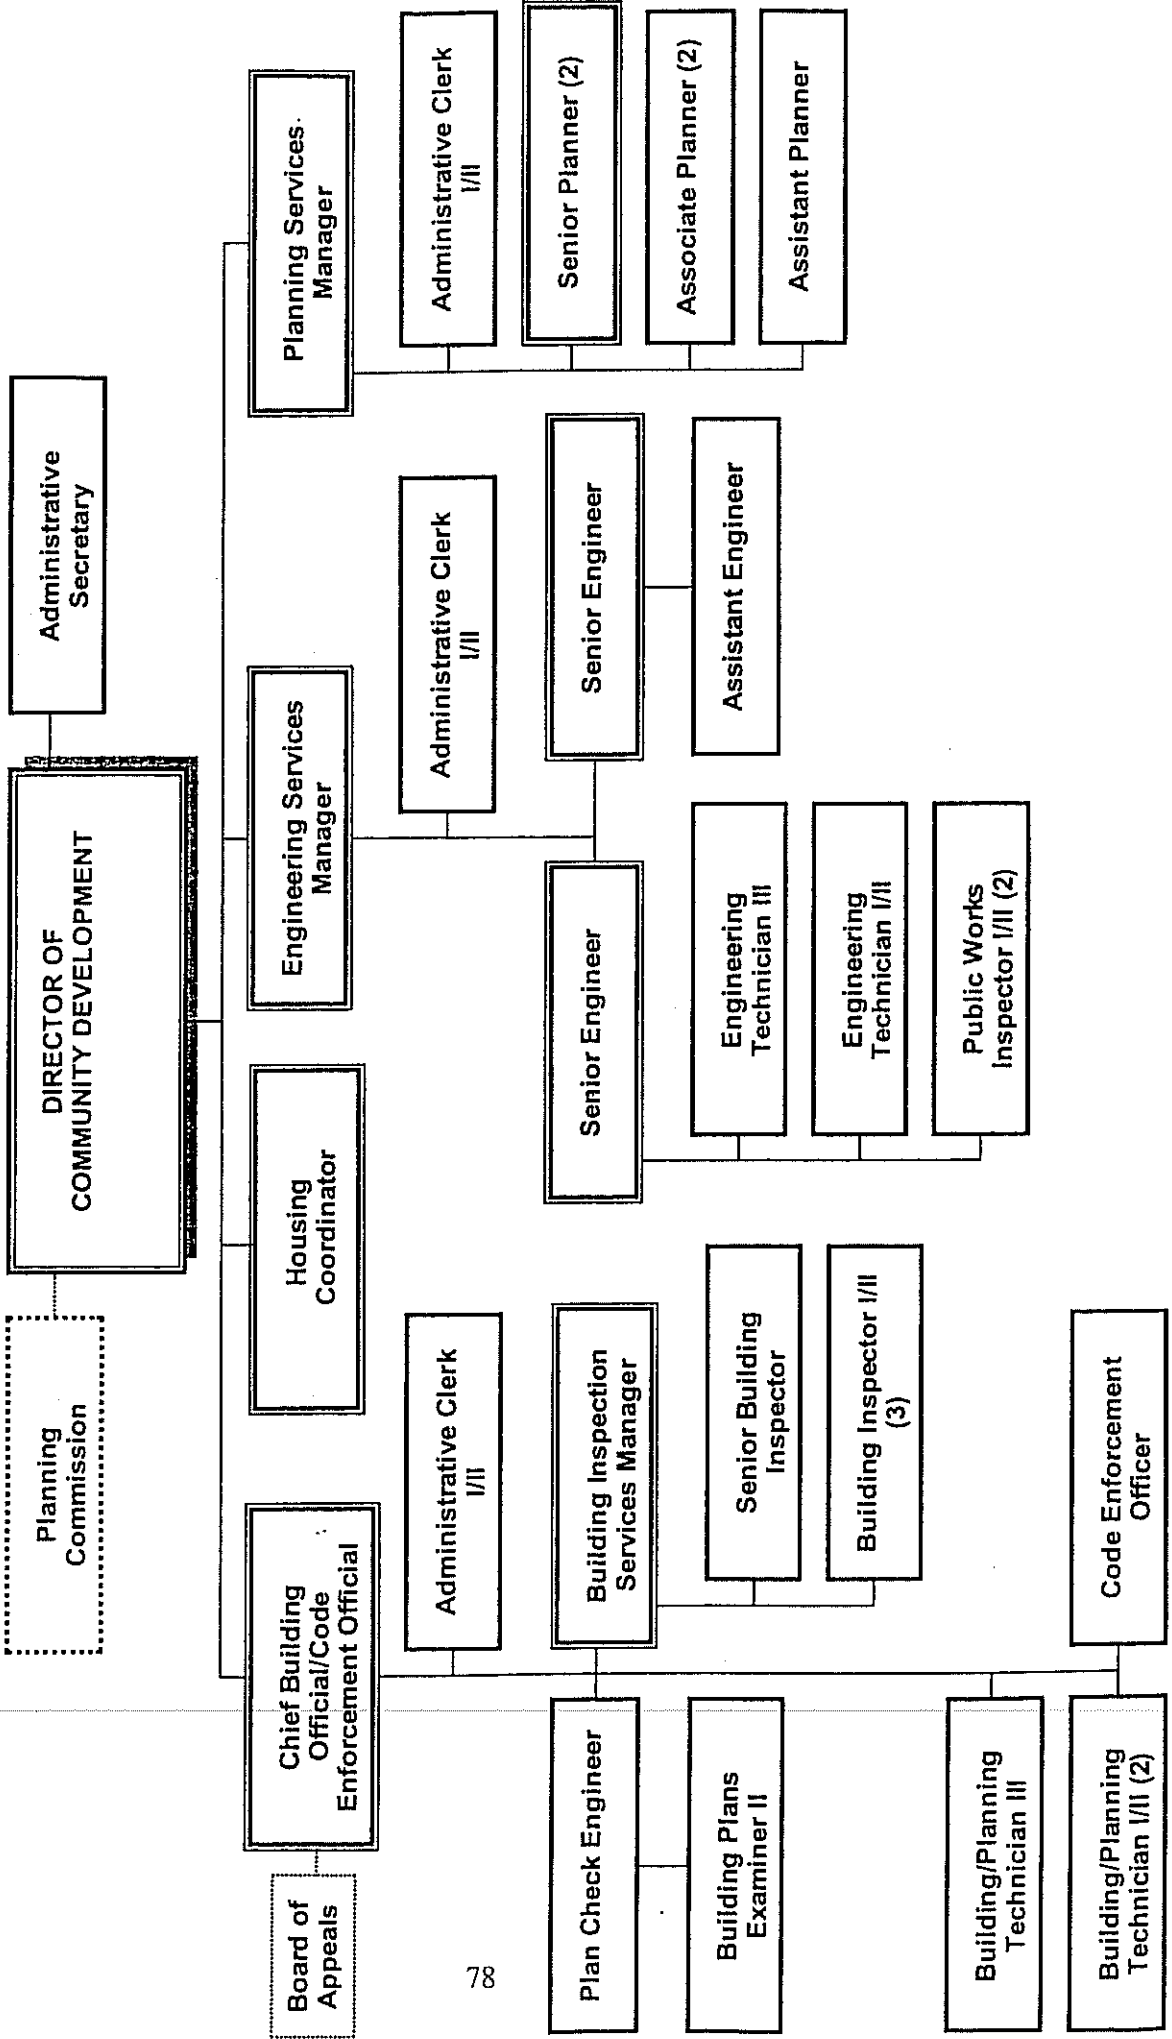 Planning
Commission
DIRECTOR OF
COMMUNITY DEVELOPMENT
Administrative
Secretary
Board of
Appeals
Chief Building
Official/Code
Enforcement Official
Housing
Coordinator
Engineering Services
Manager
Planning Services
Manager
Administrative Clerk
I/II
Plan Check Engineer
Building Plans
Examiner II
Building Inspection
Services Manager
Senior Building
Inspector
Building Inspector I/II
(3)
Building/Planning
Technician III
Building/Planning
Technician I/II (2)
Code Enforcement
Officer
Administrative Clerk
I/II
Senior Engineer
Engineering
Technician III
Engineering
Technician I/II
Public Works
Inspector I/II (2)
Senior Engineer
Assistant Engineer
Administrative Clerk
I/II
Senior Planner (2)
Associate Planner (2)
Assistant Planner
78